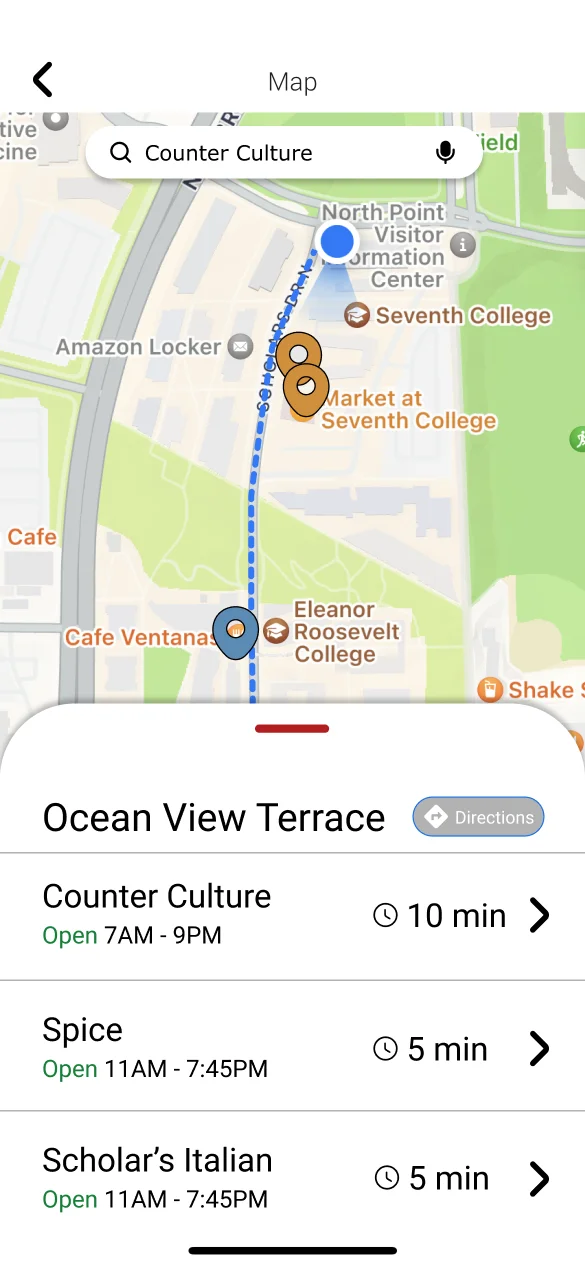 Map
tive
cine
Counter Culture
ield
North Point
Visitor
Information
Center
Seventh College
Amazon Locker
SCHOLARS DR N
Market at
Seventh College
Cafe
Eleanor
Roosevelt
College
Cafe Ventanas
Shake S
Ocean View Terrace
Directions
Counter Culture
10 min
Open 7AM - 9PM
Spice
5 min
Open 11AM - 7:45PM
Scholar’s Italian
5 min
Open 11AM - 7:45PM